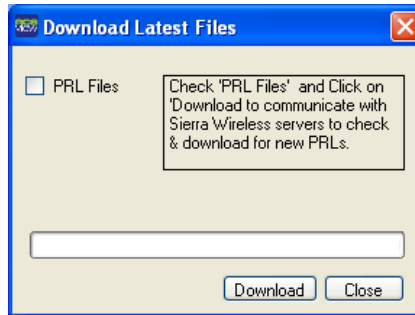 Download Latest Files
PRL Files
Check 'PRL Files' and Click on
'Download to communicate with
Sierra Wireless servers to check
& download for new PRLs.
Download
Close